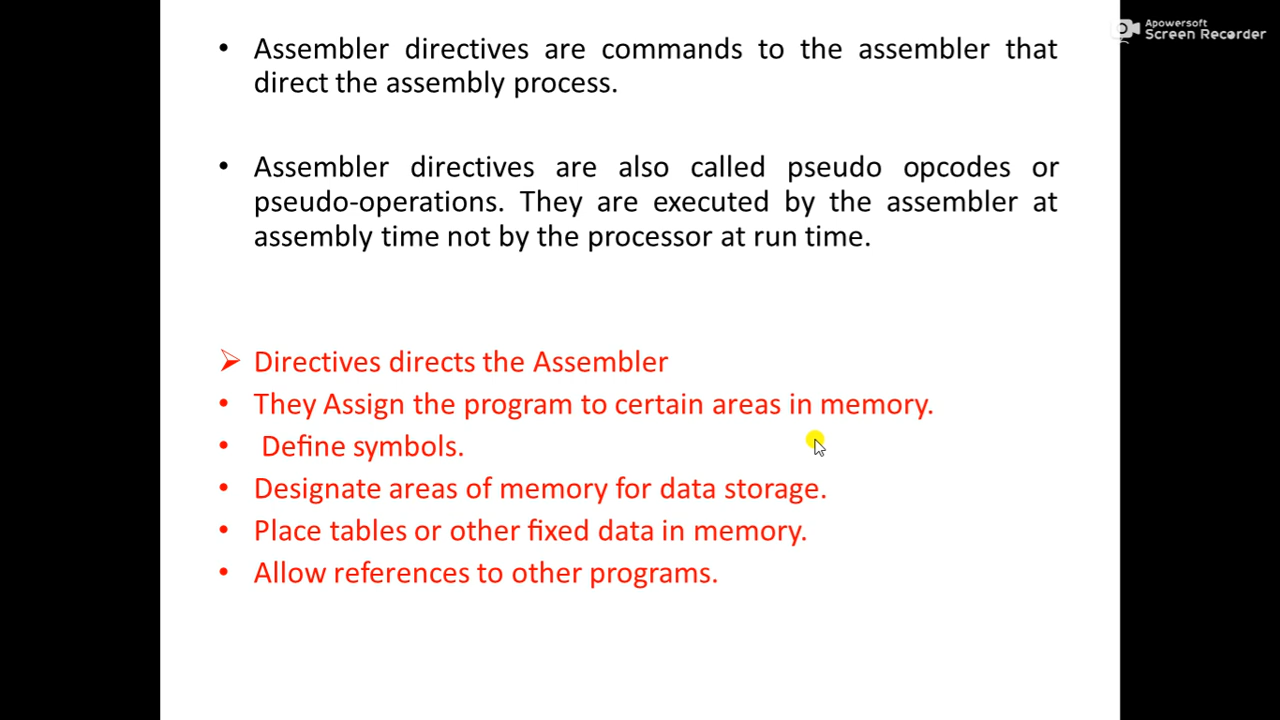 Apowersoft
Screen Recorder
• Assembler directives are commands to the assembler that
direct the assembly process.
• Assembler directives are also called pseudo opcodes or
pseudo-operations. They are executed by the assembler at
assembly time not by the processor at run time.
➢ Directives directs the Assembler
• They Assign the program to certain areas in memory.
• Define symbols.
• Designate areas of memory for data storage.
• Place tables or other fixed data in memory.
• Allow references to other programs.